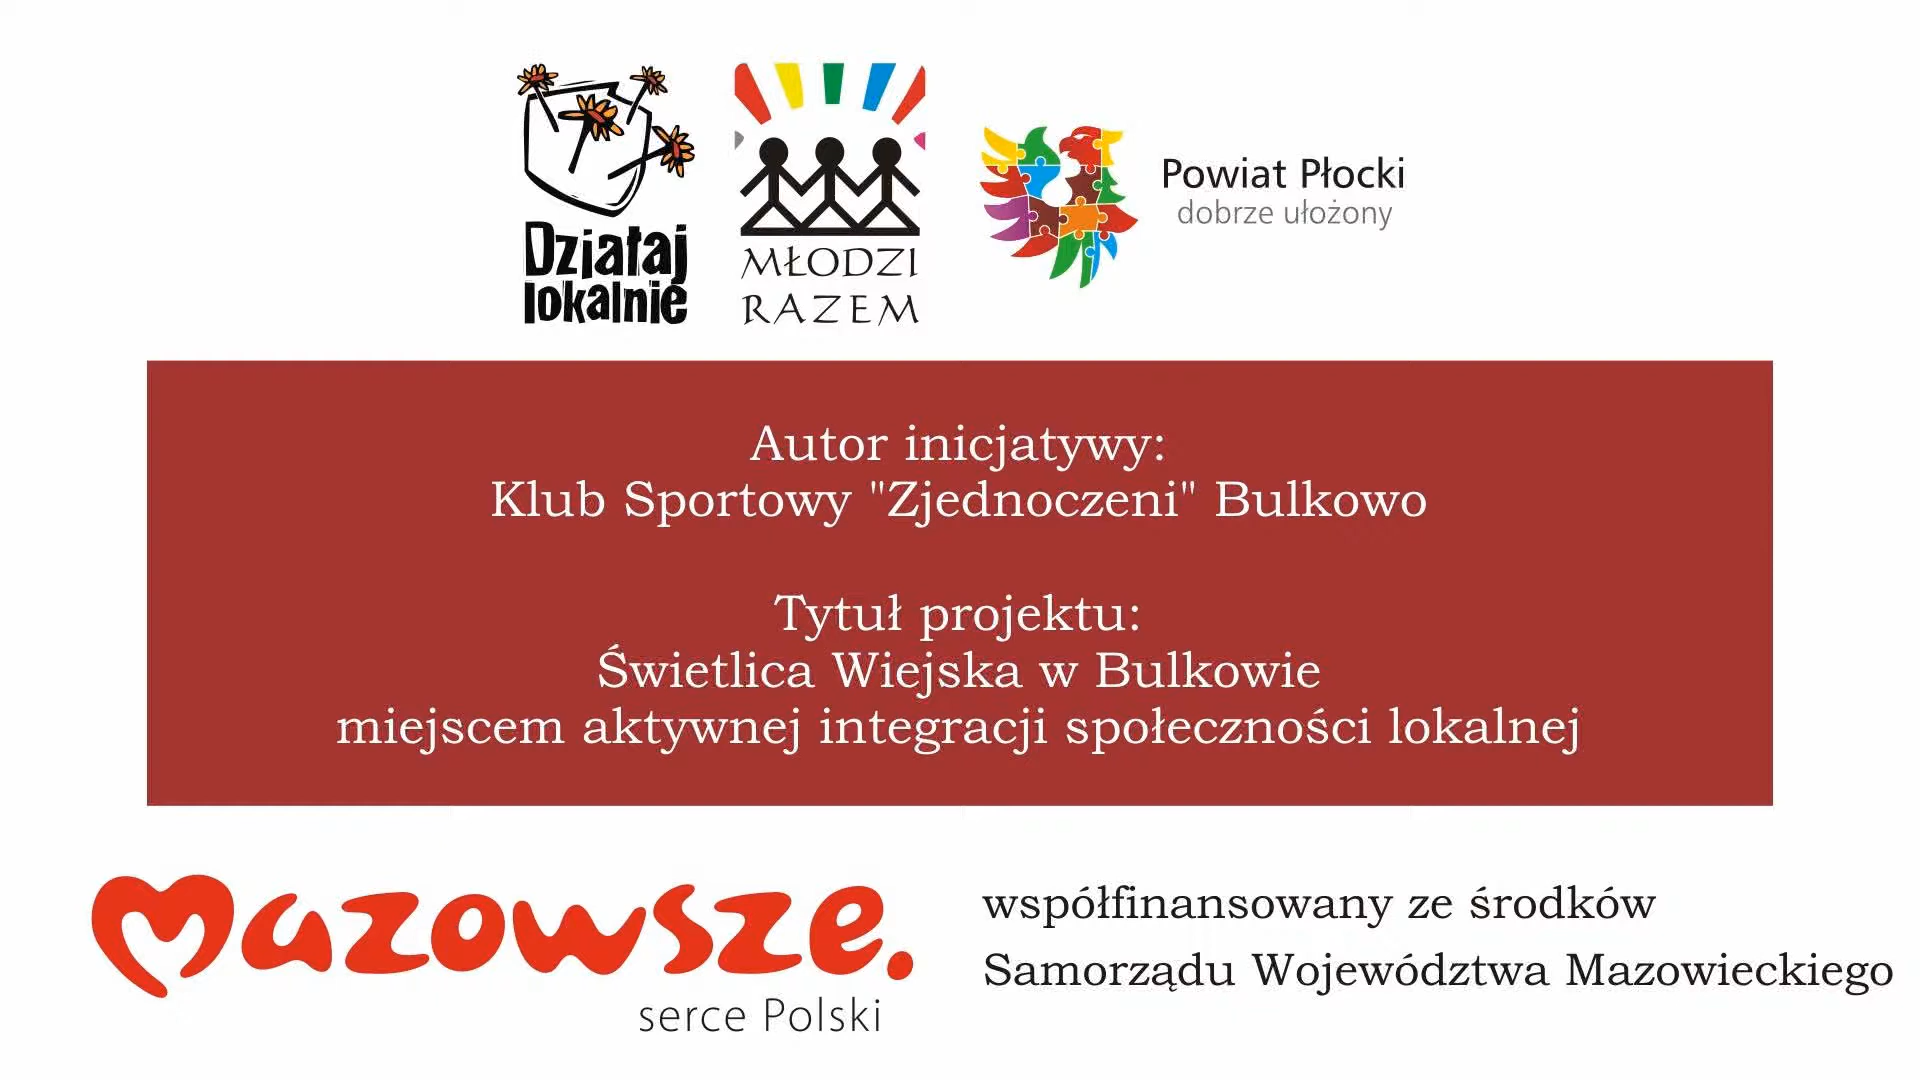 Działaj
lokalnie
MŁODZI
RAZEM
Powiat Płocki
dobrze ułożony
Autor inicjatywy:
Klub Sportowy "Zjednoczeni" Bulkowo
Tytuł projektu:
Świetlica Wiejska w Bulkowie
miejscem aktywnej integracji społeczności lokalnej
mazowsze.
serce Polski
współfinansowany ze środków
Samorządu Województwa Mazowieckiego